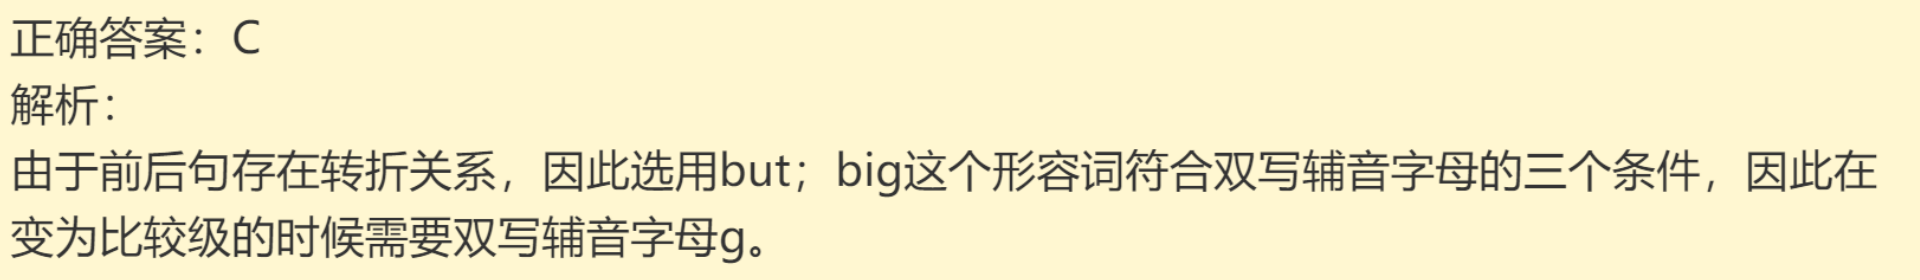 正确答案：C
解析：
由于前后句存在转折关系，因此选用but；big这个形容词符合双写辅音字母的三个条件，因此在
变为比较级的时候需要双写辅音字母g。